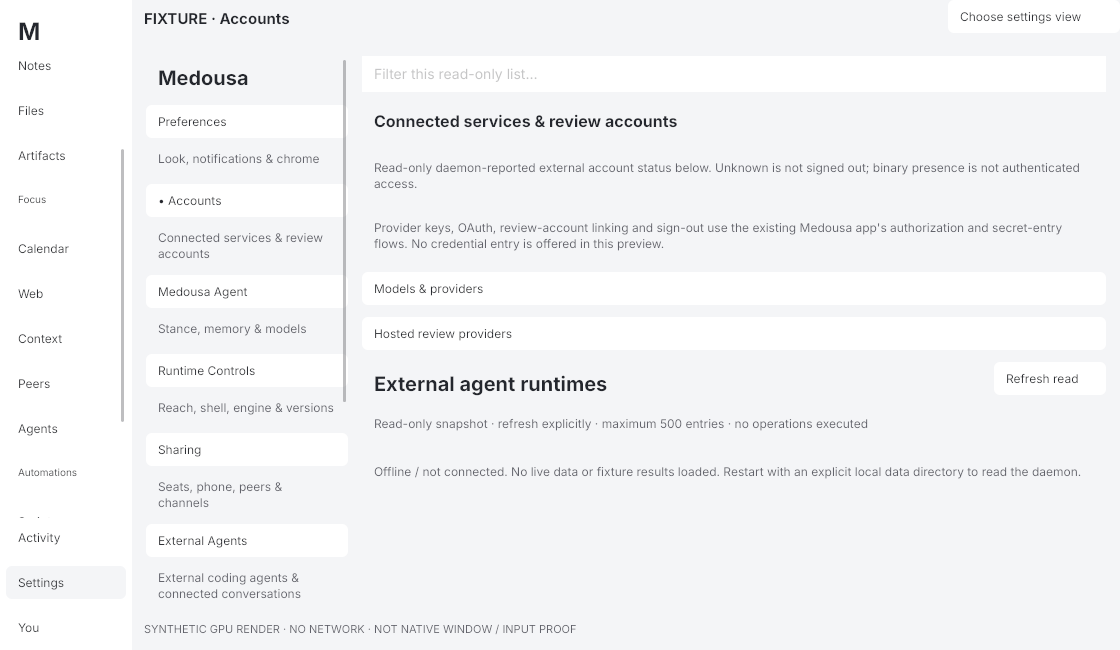 M
Notes
Files
Artifacts
Focus
Calendar
Web
Context
Peers
Agents
Automations
Activity
Settings
You
FIXTURE · Accounts
Choose settings view
Medousa
Preferences
Look, notifications & chrome
• Accounts
Connected services & review
accounts
Medousa Agent
Stance, memory & models
Runtime Controls
Reach, shell, engine & versions
Sharing
Seats, phone, peers &
channels
External Agents
External coding agents &
connected conversations
Filter this read-only list...
Connected services & review accounts
Read-only daemon-reported external account status below. Unknown is not signed out; binary presence is not authenticated
access.
Provider keys, OAuth, review-account linking and sign-out use the existing Medousa app's authorization and secret-entry
flows. No credential entry is offered in this preview.
Models & providers
Hosted review providers
External agent runtimes
Refresh read
Read-only snapshot · refresh explicitly · maximum 500 entries · no operations executed
Offline / not connected. No live data or fixture results loaded. Restart with an explicit local data directory to read the daemon.
SYNTHETIC GPU RENDER · NO NETWORK · NOT NATIVE WINDOW / INPUT PROOF